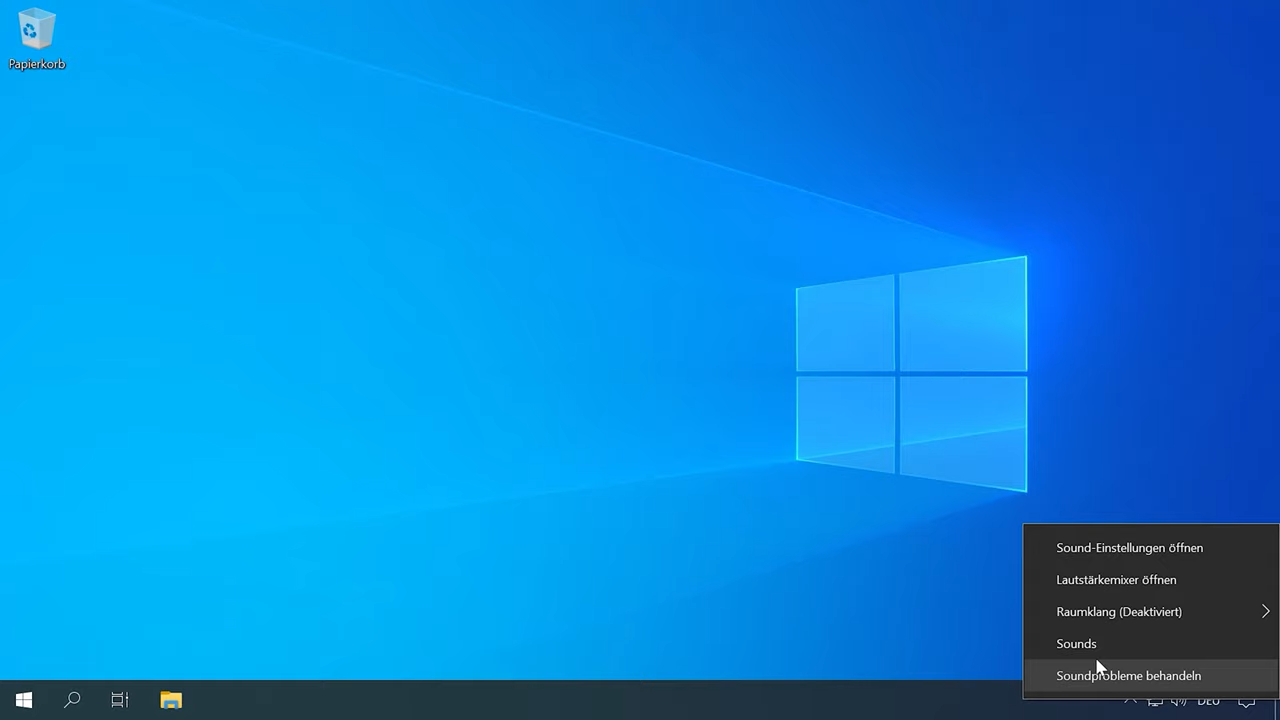 Papierkorb
Sound-Einstellungen öffnen
Lautstärkemixer öffnen
Raumklang (Deaktiviert)
Sounds
Soundprobleme behandeln
DEU